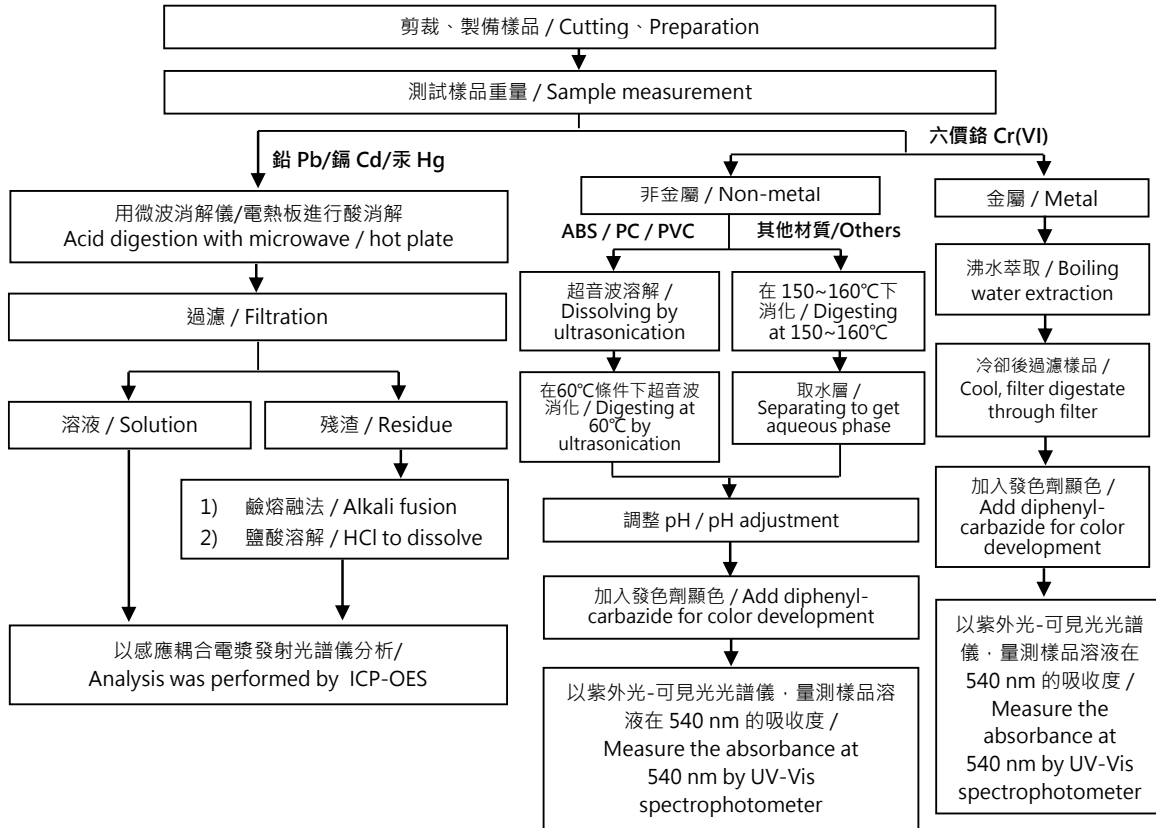 剪裁、製備樣品 / Cutting、Preparation
測試樣品重量 / Sample measurement
鉛 Pb/鎘 Cd/汞 Hg
用微波消解儀/電熱板進行酸消解
Acid digestion with microwave / hot plate
過濾 / Filtration
溶液 / Solution
殘渣 / Residue
1) 鹼熔融法 / Alkali fusion
2) 鹽酸溶解 / HCl to dissolve
以感應耦合電漿發射光譜儀分析/
Analysis was performed by ICP-OES
六價鉻 Cr(VI)
非金屬 / Non-metal
ABS / PC / PVC
其他材質/Others
超音波溶解 /
Dissolving by
ultrasonication
在60℃條件下超音波
消化 / Digesting at
60℃ by
ultrasonication
在 150~160℃下
消化 / Digesting
at 150~160℃
取水層 /
Separating to get
aqueous phase
調整 pH / pH adjustment
加入發色劑顯色 / Add diphenyl-
carbazide for color development
以紫外光-可見光光譜儀，量測樣品溶
液在 540 nm 的吸收度 /
Measure the absorbance at
540 nm by UV-Vis
spectrophotometer
金屬 / Metal
沸水萃取 / Boiling
water extraction
冷卻後過濾樣品 /
Cool, filter digestate
through filter
加入發色劑顯色 /
Add diphenyl-
carbazide for color
development
以紫外光-可見光光譜
儀，量測樣品溶液在
540 nm 的吸收度 /
Measure the
absorbance at
540 nm by UV-Vis
spectrophotometer